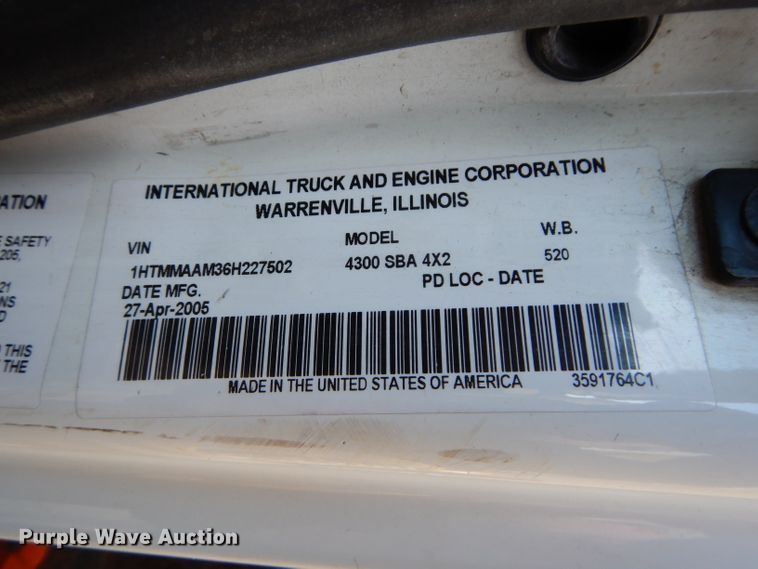 ATION
SAFETY
205,
21
ONS
D
THIS
THE
INTERNATIONAL TRUCK AND ENGINE CORPORATION
WARRENVILLE, ILLINOIS
VIN MODEL W.B.
1HTMMAAM36H227502 4300 SBA 4X2 520
DATE MFG. PD LOC - DATE
27-Apr-2005
MADE IN THE UNITED STATES OF AMERICA 3591764C1
Purple Wave Auction